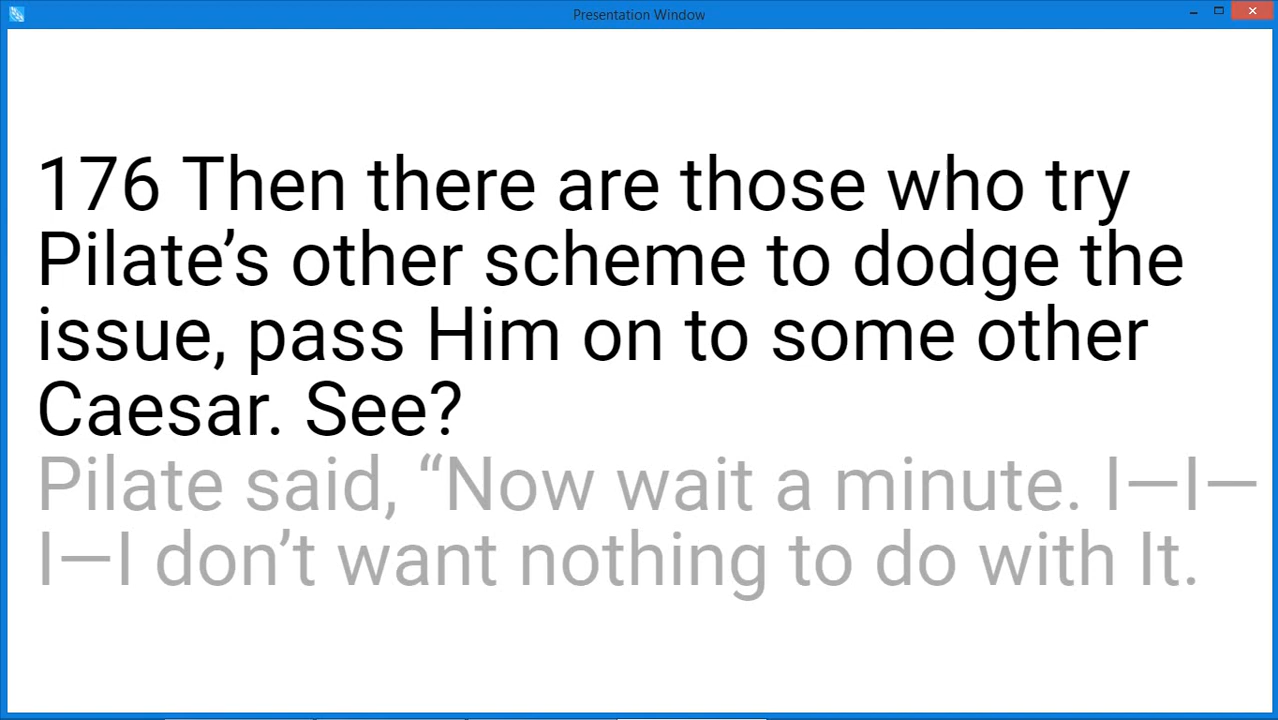 Presentation Window
176 Then there are those who try
Pilate’s other scheme to dodge the
issue, pass Him on to some other
Caesar. See?
Pilate said, “Now wait a minute. I—I—
I—I don’t want nothing to do with It.